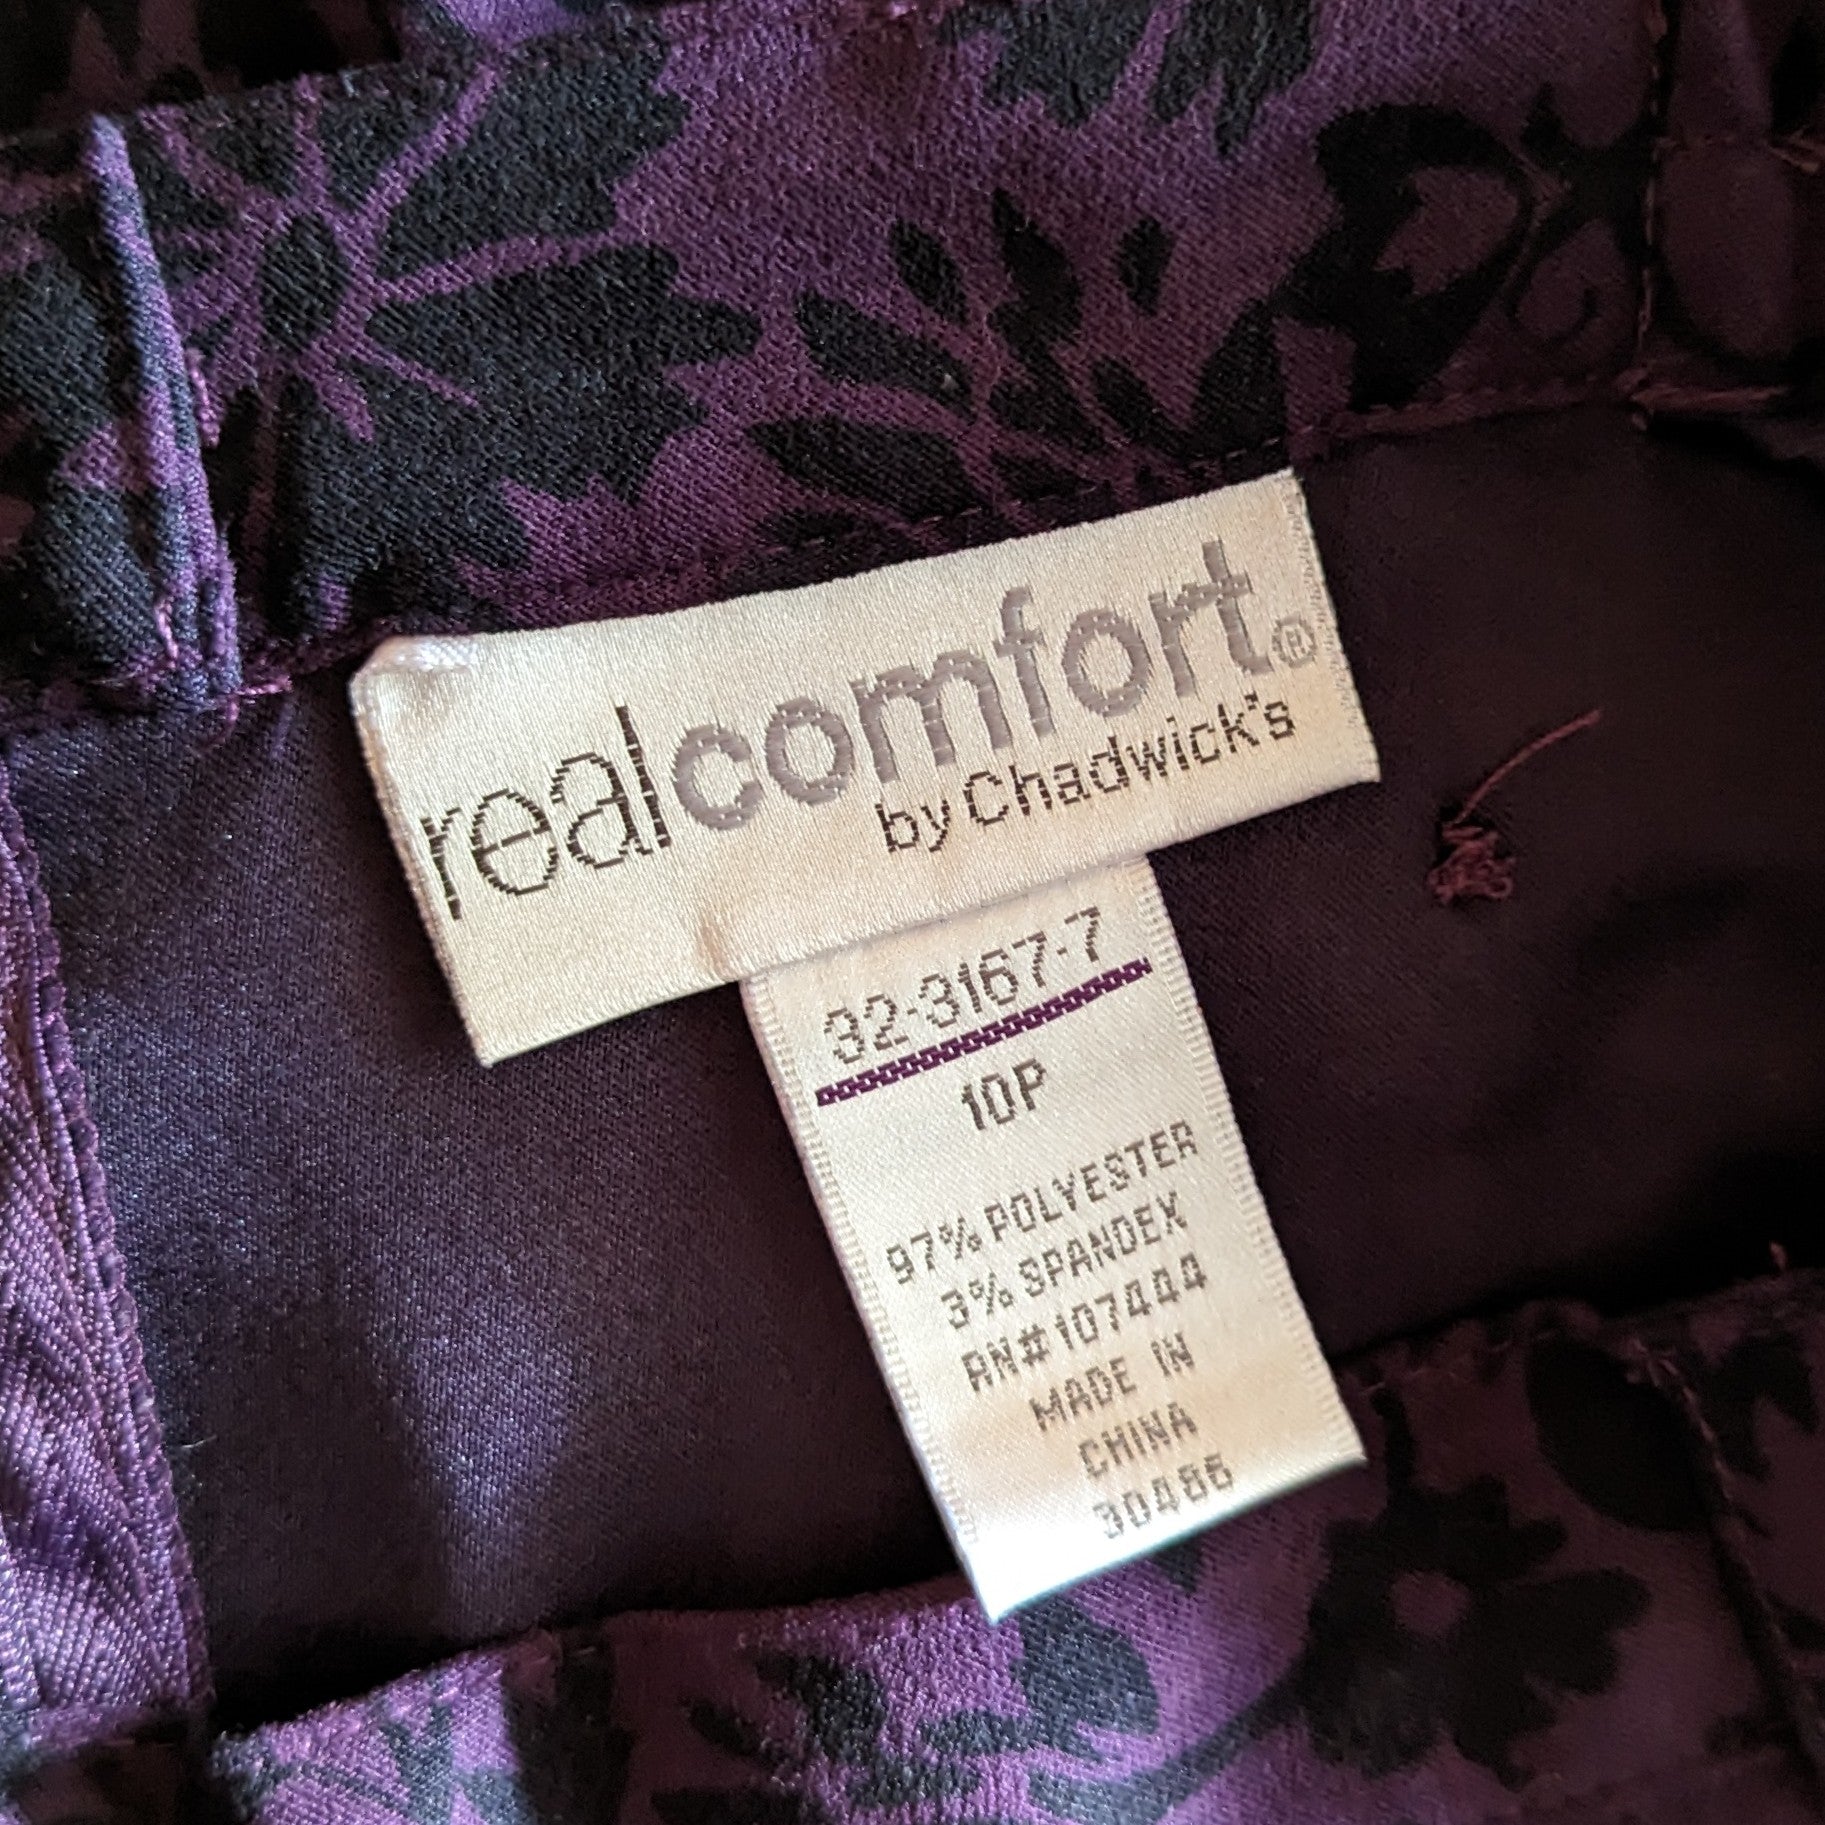 realcomfort®
by Chadwick's
32-3167-7
10P
97% POLYESTER
3% SPANDEX
RN# 107444
MADE IN
CHINA
30486